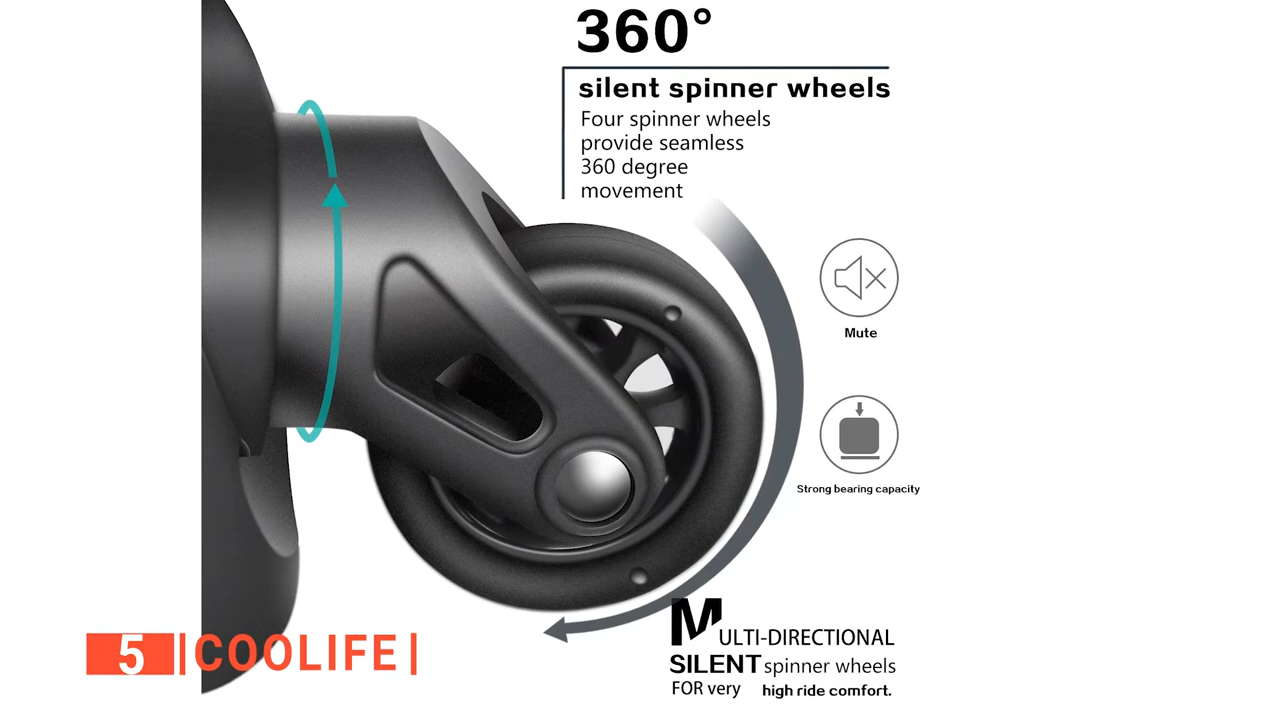 360°
silent spinner wheels
Four spinner wheels
provide seamless
360 degree
movement
Mute
Strong bearing capacity
MULTI-DIRECTIONAL
SILENT spinner wheels
FOR very high ride comfort.
5 |COOLIFE|